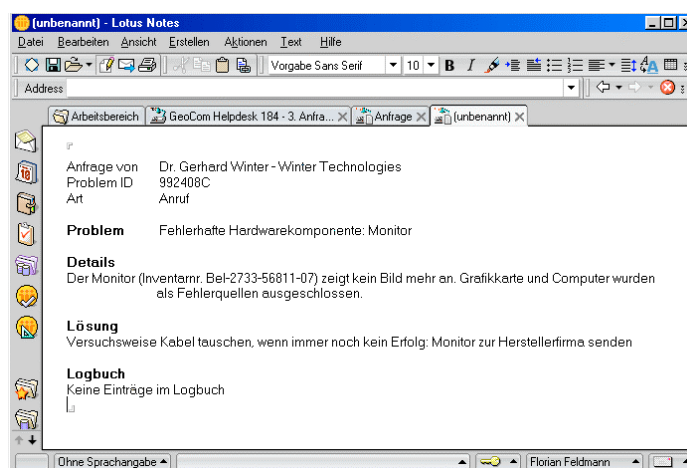 (unbenannt) - Lotus Notes
Datei Bearbeiten Ansicht Erstellen Aktionen Text Hilfe
Vorgabe Sans Serif 10 B I
Address
Arbeitsbereich GeoCom Helpdesk 184 - 3. Anfra... Anfrage (unbenannt)
Anfrage von Dr. Gerhard Winter - Winter Technologies
Problem ID 992408C
Art Anruf
Problem Fehlerhafte Hardwarekomponente: Monitor
Details
Der Monitor (Inventarnr. Bel-2733-56811-07) zeigt kein Bild mehr an. Grafikkarte und Computer wurden
als Fehlerquellen ausgeschlossen.
Lösung
Versuchsweise Kabel tauschen, wenn immer noch kein Erfolg: Monitor zur Herstellerfirma senden
Logbuch
Keine Einträge im Logbuch
Ohne Sprachangabe Florian Feldmann